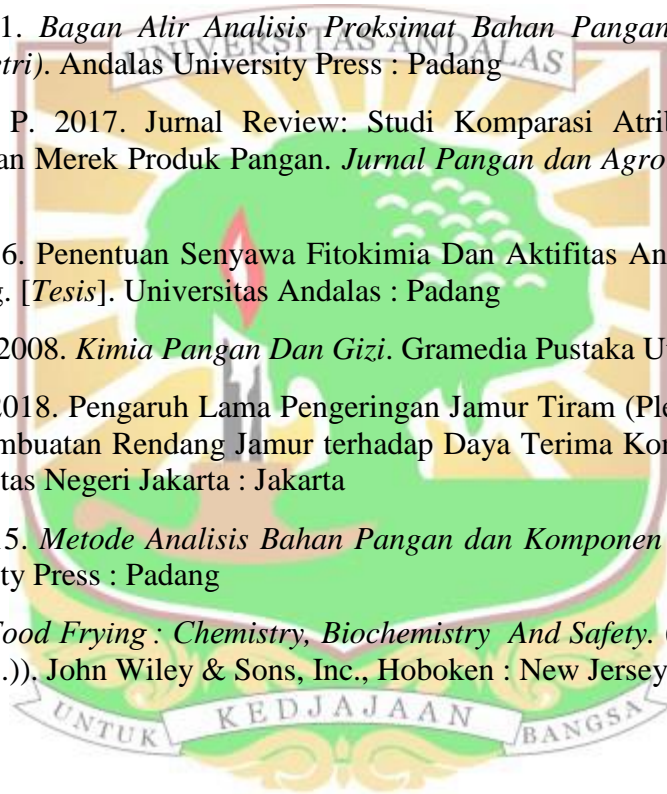 1. Bagan Alir Analisis Proksimat Bahan Pangan
etri). Andalas University Press : Padang
P. 2017. Jurnal Review: Studi Komparasi Atrib
an Merek Produk Pangan. Jurnal Pangan dan Agro
6. Penentuan Senyawa Fitokimia Dan Aktifitas An
g. [Tesis]. Universitas Andalas : Padang
2008. Kimia Pangan Dan Gizi. Gramedia Pustaka U
2018. Pengaruh Lama Pengeringan Jamur Tiram (Ple
mbuatan Rendang Jamur terhadap Daya Terima Kon
tas Negeri Jakarta : Jakarta
15. Metode Analisis Bahan Pangan dan Komponen
ty Press : Padang
Food Frying : Chemistry, Biochemistry And Safety.
.)). John Wiley & Sons, Inc., Hoboken : New Jersey
UNIVERSITAS ANDALAS
UNTUK KEDJAJAAN BANGSA